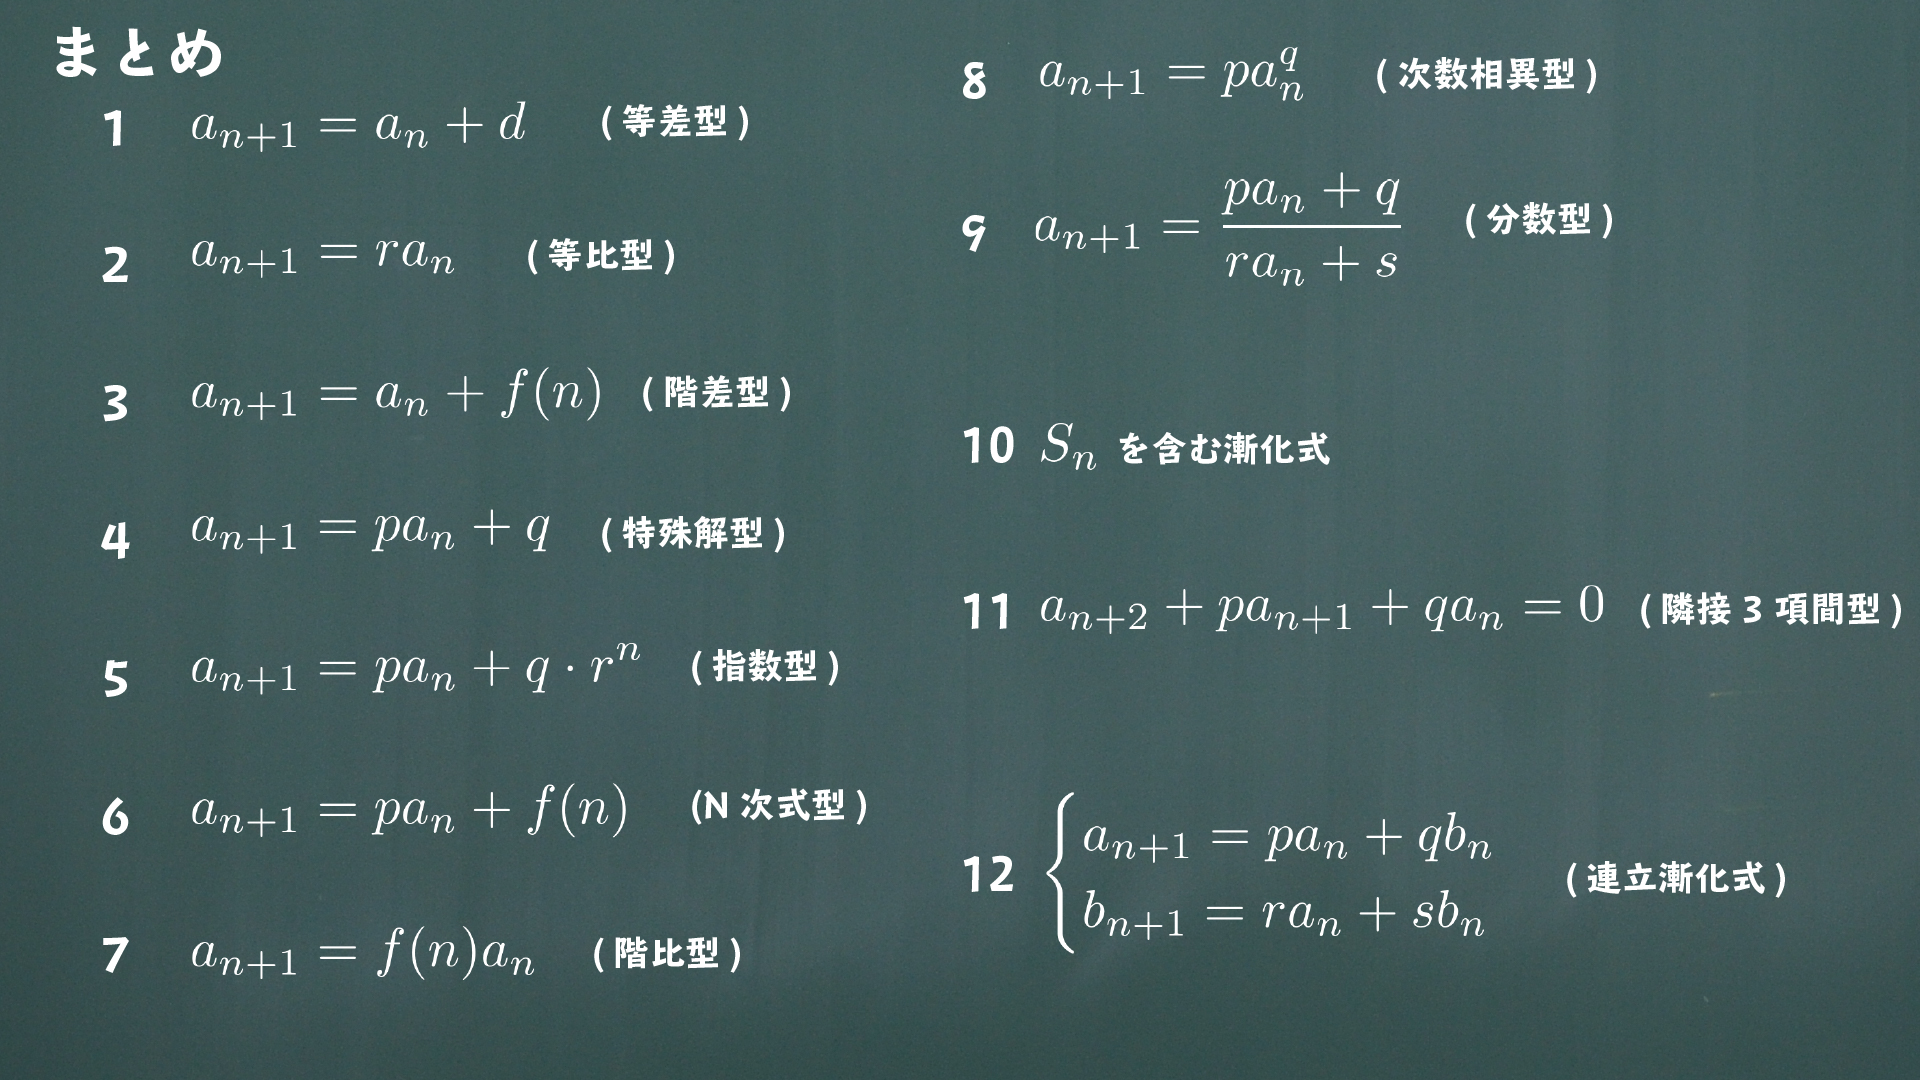 まとめ
1 a_{n+1} = a_n + d (等差型)
2 a_{n+1} = ra_n (等比型)
3 a_{n+1} = a_n + f(n) (階差型)
4 a_{n+1} = pa_n + q (特殊解型)
5 a_{n+1} = pa_n + q · r^n (指数型)
6 a_{n+1} = pa_n + f(n) (N次式型)
7 a_{n+1} = f(n)a_n (階比型)
8 a_{n+1} = pa_n^q (次数相異型)
9 a_{n+1} = \frac{pa_n + q}{ra_n + s} (分数型)
10 S_n を含む漸化式
11 a_{n+2} + pa_{n+1} + qa_n = 0 (隣接3項間型)
12 { a_{n+1} = pa_n + qb_n
b_{n+1} = ra_n + sb_n (連立漸化式)